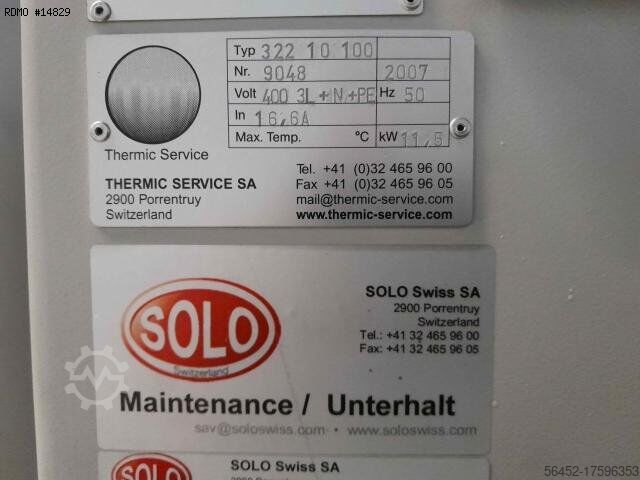 RDMO #14829
Typ 322 10 100
Nr. 9048 2007
Volt 400 3L+N+PE Hz 50
In 16,6A
Max. Temp. °C kW 11,5
Thermic Service
THERMIC SERVICE SA
2900 Porrentruy
Switzerland
Tel. +41 (0)32 465 96 00
Fax +41 (0)32 465 96 05
mail@thermic-service.com
www.thermic-service.com
SOLO
Switzerland
SOLO Swiss SA
2900 Porrentruy
Switzerland
Tel.: +41 32 465 96 00
Fax: +41 32 465 96 05
Maintenance / Unterhalt
sav@soloswiss.com • www.soloswiss.com
SOLO
SOLO Swiss SA
56452-17596353